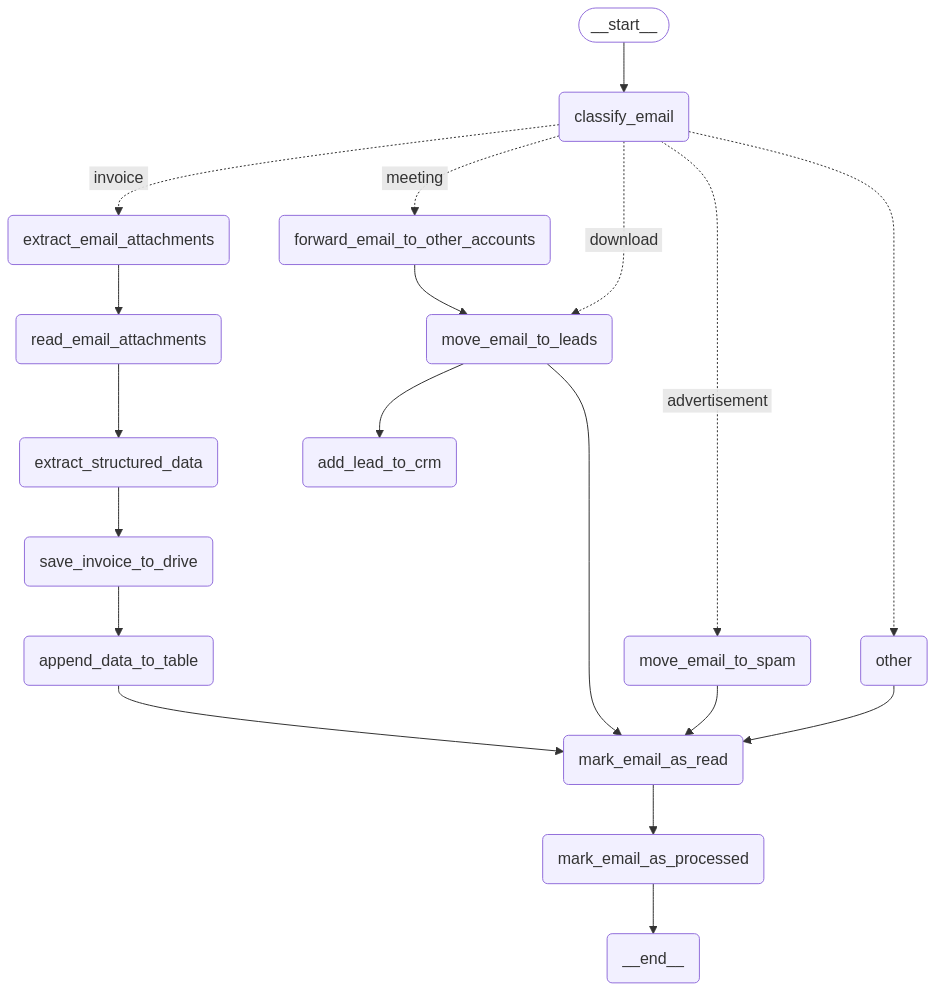 __start__
classify_email
invoice
meeting
extract_email_attachments
forward_email_to_other_accounts
download
read_email_attachments
move_email_to_leads
advertisement
extract_structured_data
add_lead_to_crm
save_invoice_to_drive
append_data_to_table
move_email_to_spam
other
mark_email_as_read
mark_email_as_processed
__end__